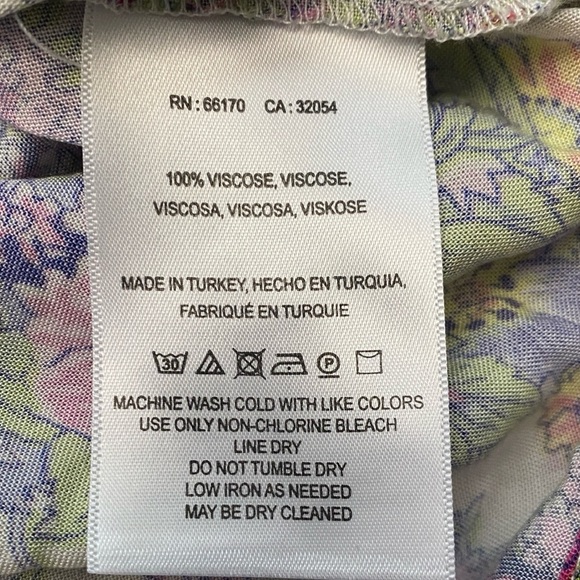 RN : 66170 CA : 32054
100% VISCOSE, VISCOSE,
VISCOSA, VISCOSA, VISKOSE
MADE IN TURKEY, HECHO EN TURQUIA,
FABRIQUÉ EN TURQUIE
30 P
MACHINE WASH COLD WITH LIKE COLORS
USE ONLY NON-CHLORINE BLEACH
LINE DRY
DO NOT TUMBLE DRY
LOW IRON AS NEEDED
MAY BE DRY CLEANED